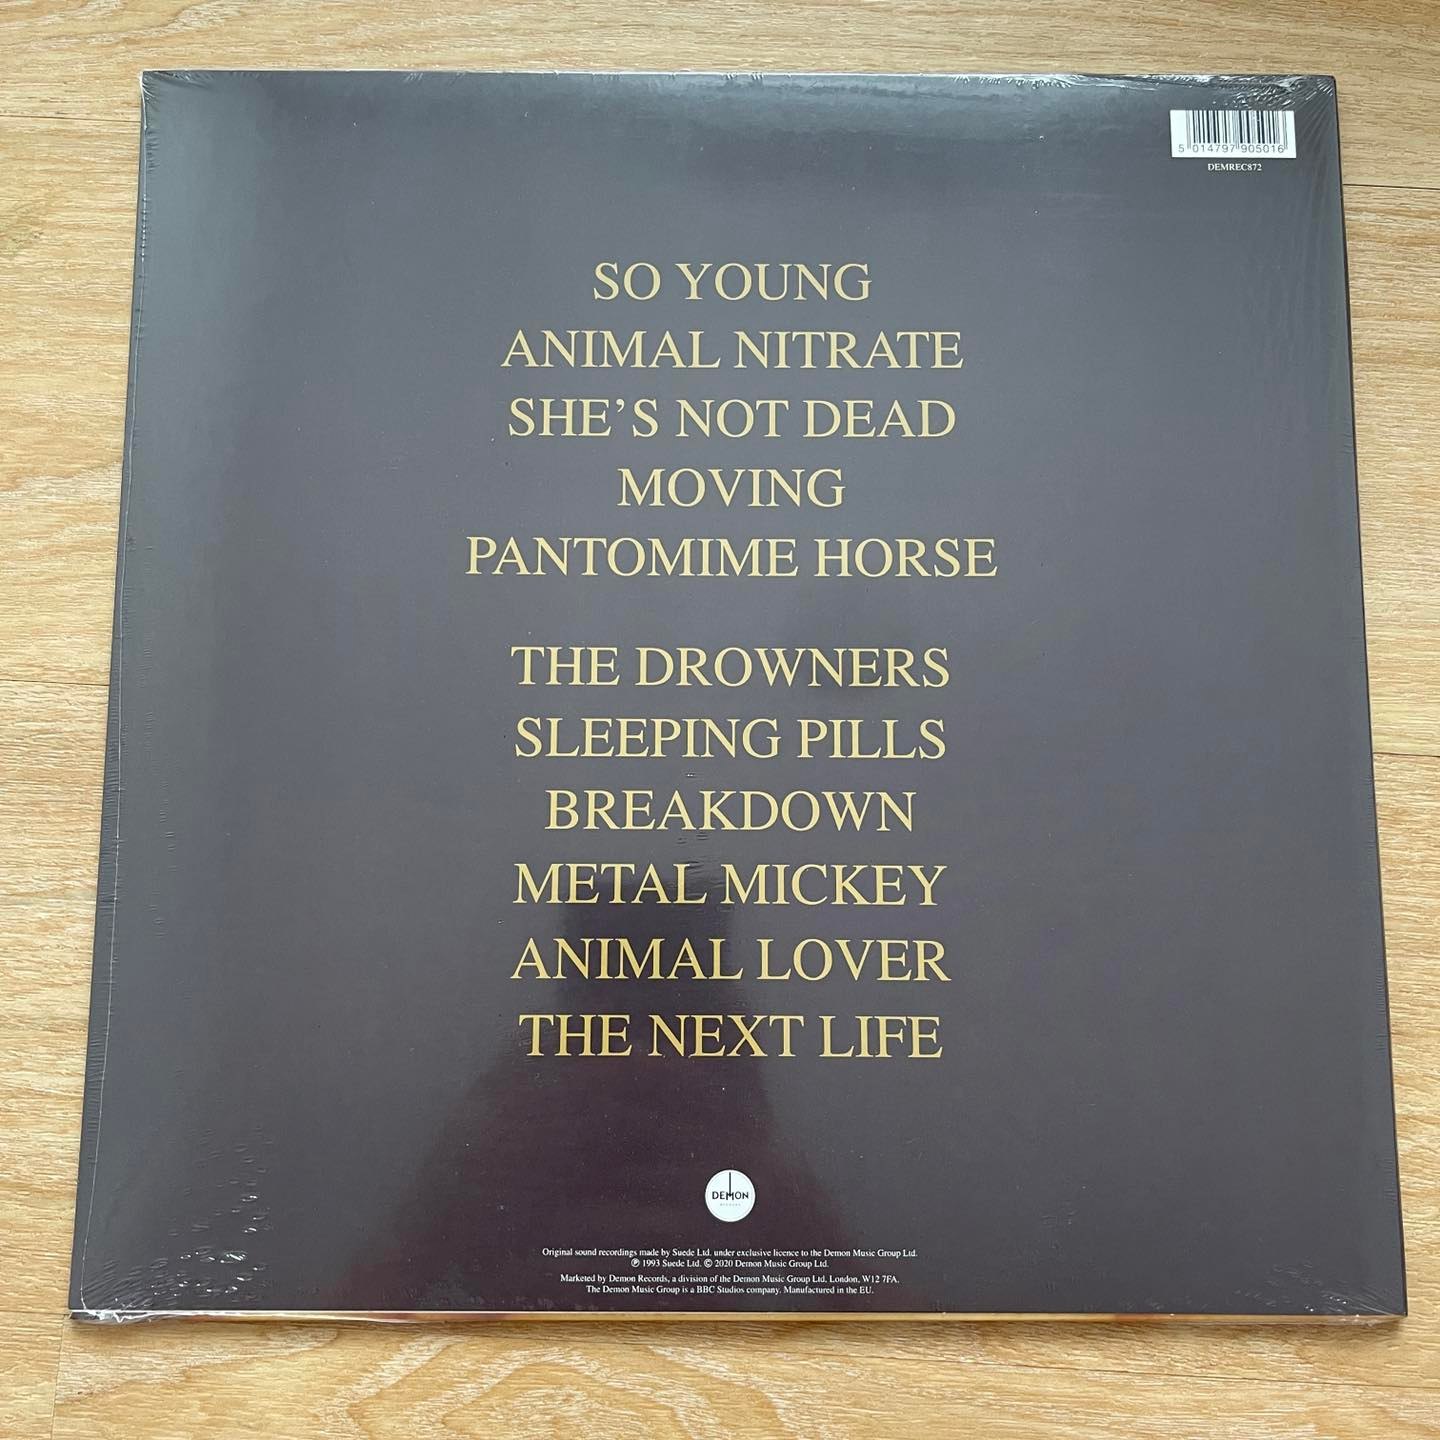 5 014797 905016
DEMREC872
SO YOUNG
ANIMAL NITRATE
SHE’S NOT DEAD
MOVING
PANTOMIME HORSE
THE DROWNERS
SLEEPING PILLS
BREAKDOWN
METAL MICKEY
ANIMAL LOVER
THE NEXT LIFE
DEMON
RECORDS
Original sound recordings made by Suede Ltd. under exclusive licence to the Demon Music Group Ltd.
℗ 1993 Suede Ltd. © 2020 Demon Music Group Ltd.
Marketed by Demon Records, a division of the Demon Music Group Ltd, London, W12 7FA.
The Demon Music Group is a BBC Studios company. Manufactured in the EU.